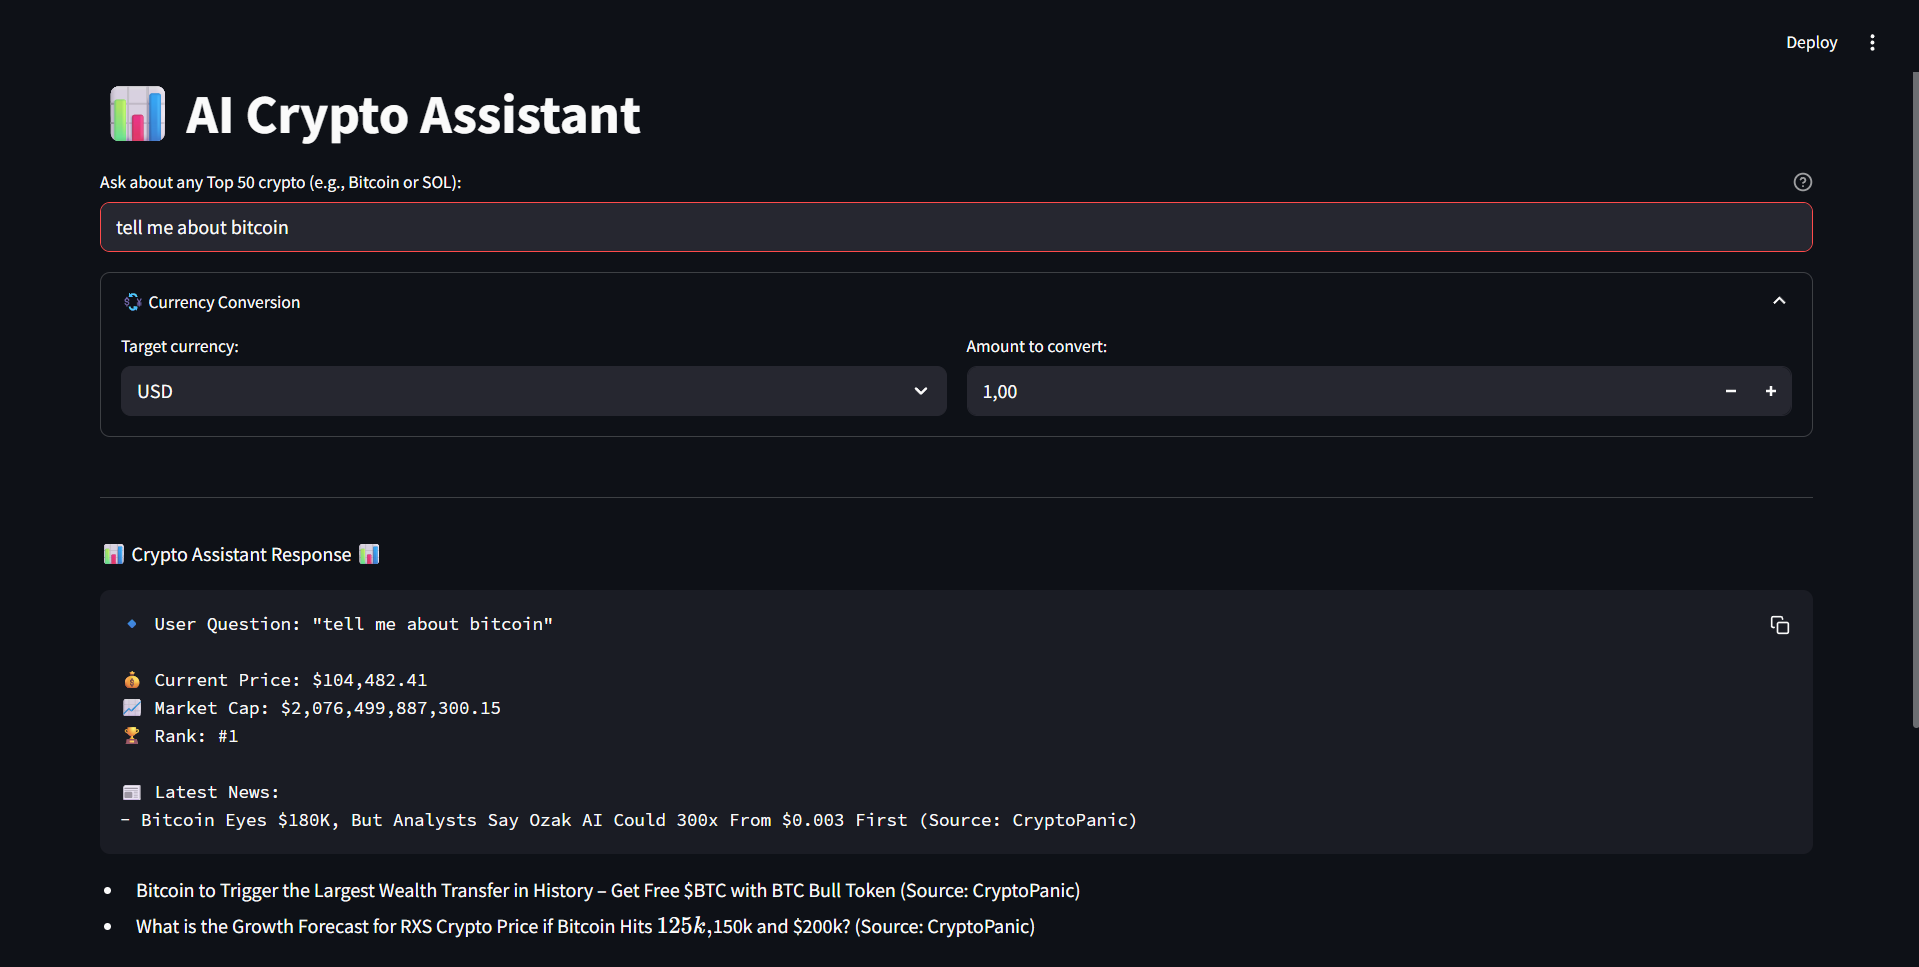 Deploy
AI Crypto Assistant
Ask about any Top 50 crypto (e.g., Bitcoin or SOL):
tell me about bitcoin
Currency Conversion
Target currency:
Amount to convert:
USD
1,00
Crypto Assistant Response
User Question: "tell me about bitcoin"
Current Price: $104,482.41
Market Cap: $2,076,499,887,300.15
Rank: #1
Latest News:
- Bitcoin Eyes $180K, But Analysts Say Ozak AI Could 300x From $0.003 First (Source: CryptoPanic)
• Bitcoin to Trigger the Largest Wealth Transfer in History – Get Free $BTC with BTC Bull Token (Source: CryptoPanic)
• What is the Growth Forecast for RXS Crypto Price if Bitcoin Hits 125k,150k and $200k? (Source: CryptoPanic)